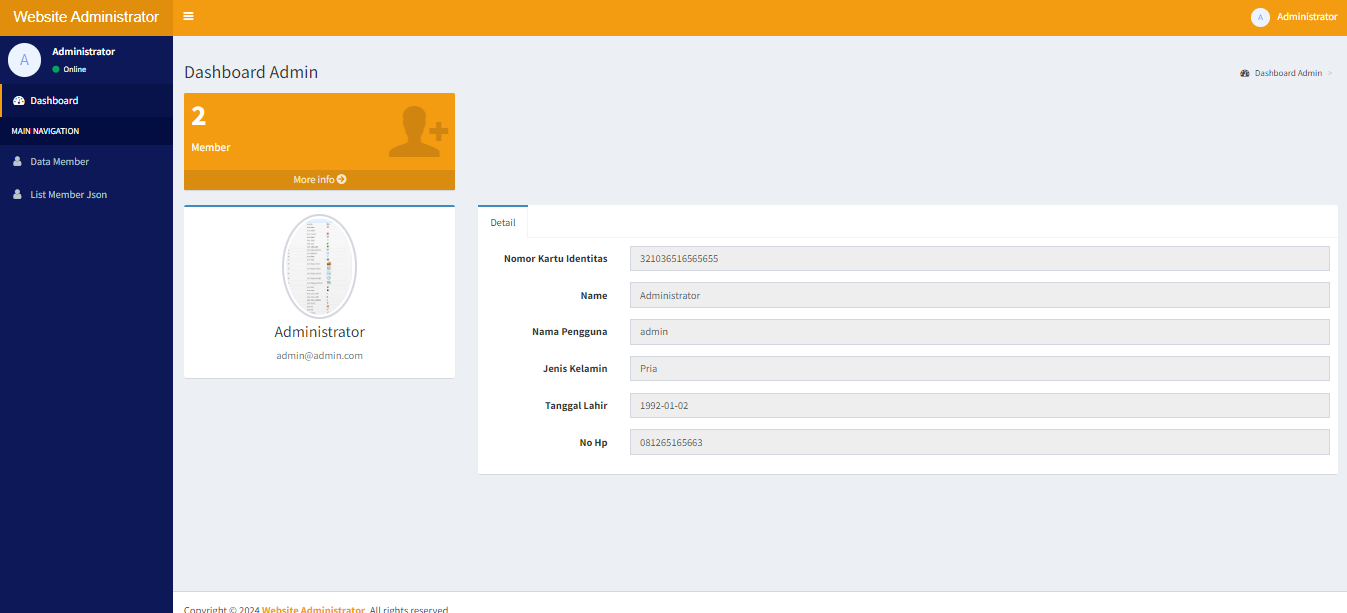 Website Administrator
A Administrator
A Administrator
Online
Dashboard
MAIN NAVIGATION
Data Member
List Member Json
Dashboard Admin
Dashboard Admin >
2
Member
More info
Administrator
admin@admin.com
Detail
Nomor Kartu Identitas 321036516565655
Name Administrator
Nama Pengguna admin
Jenis Kelamin Pria
Tanggal Lahir 1992-01-02
No Hp 081265165663
Copyright © 2024 Website Administrator. All rights reserved